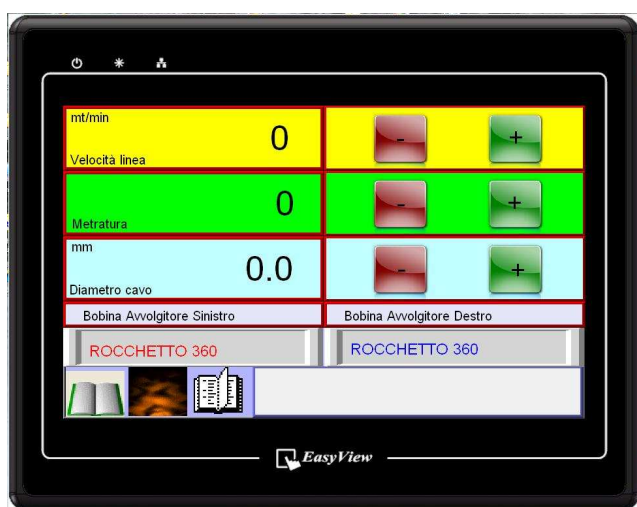 mt/min
0
- +
Velocità linea
0
- +
Metratura
mm
0.0
- +
Diametro cavo
Bobina Avvolgitore Sinistro
Bobina Avvolgitore Destro
ROCCHETTO 360
ROCCHETTO 360
EasyView